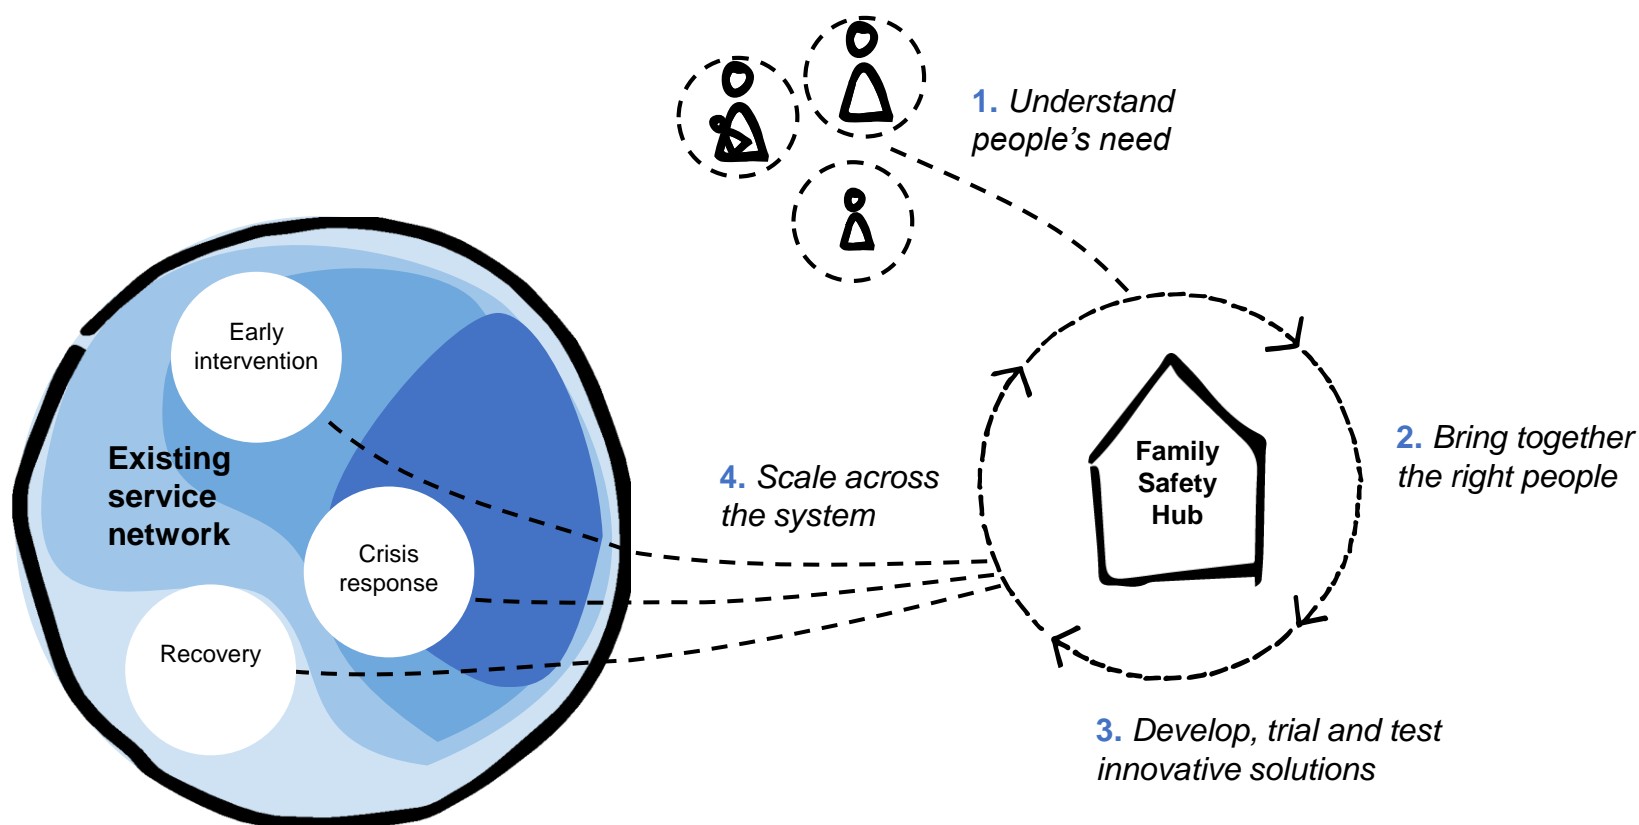 1. Understand
people’s need
Early
intervention
Existing
service
network
Crisis
response
Recovery
4. Scale across
the system
Family
Safety
Hub
2. Bring together
the right people
3. Develop, trial and test
innovative solutions